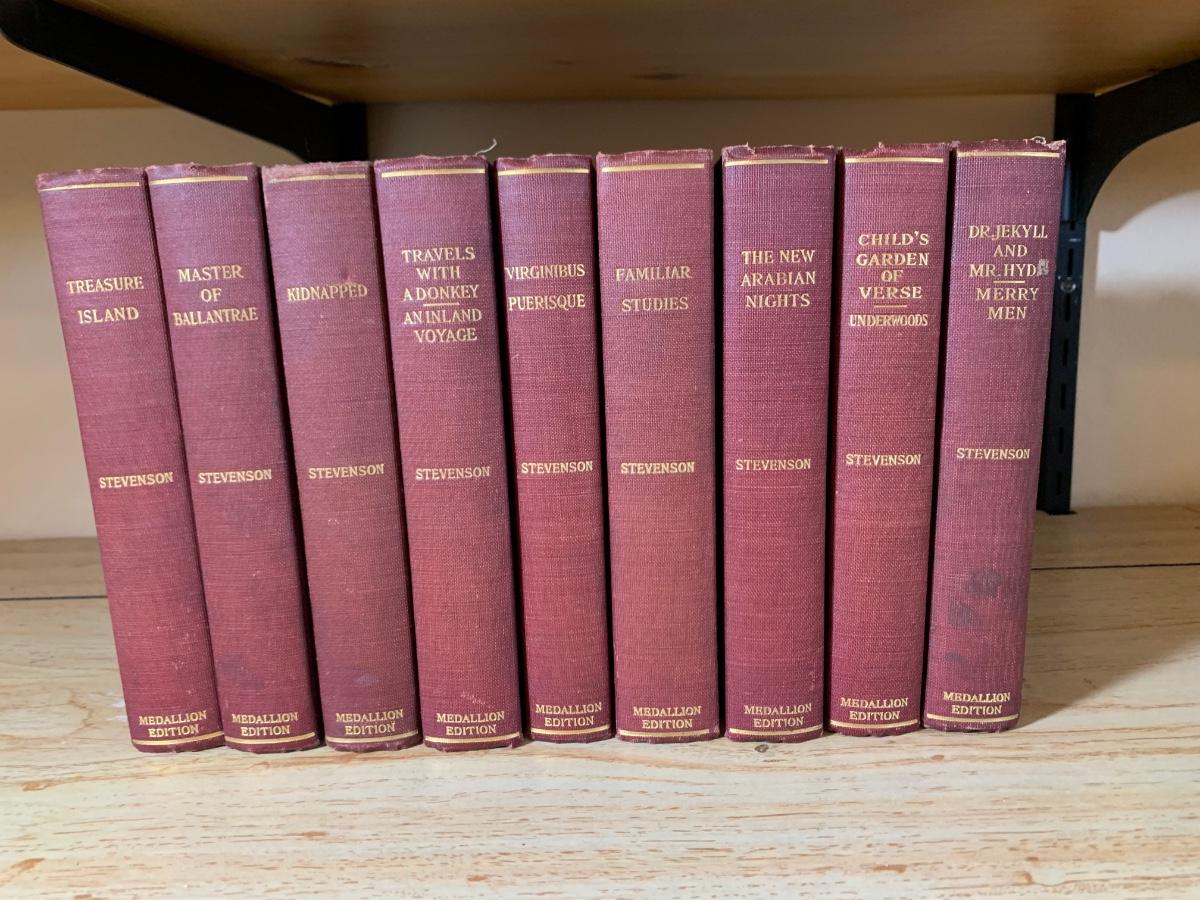 TREASURE
ISLAND
STEVENSON
MEDALLION
EDITION
MASTER
OF
BALLANTRAE
STEVENSON
MEDALLION
EDITION
KIDNAPPED
STEVENSON
MEDALLION
EDITION
TRAVELS
WITH
A DONKEY
AN INLAND
VOYAGE
STEVENSON
MEDALLION
EDITION
VIRGINIBUS
PUERISQUE
STEVENSON
MEDALLION
EDITION
FAMILIAR
STUDIES
STEVENSON
MEDALLION
EDITION
THE NEW
ARABIAN
NIGHTS
STEVENSON
MEDALLION
EDITION
CHILD'S
GARDEN
OF
VERSE
UNDERWOODS
STEVENSON
MEDALLION
EDITION
DR. JEKYLL
AND
MR. HYDE
MERRY
MEN
STEVENSON
MEDALLION
EDITION